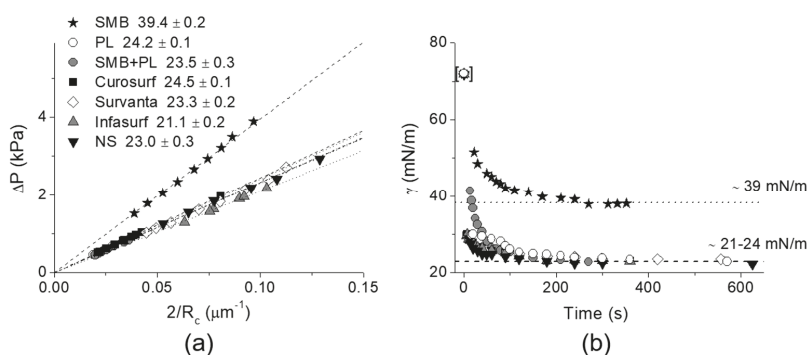 SMB 39.4 ± 0.2
PL 24.2 ± 0.1
SMB+PL 23.5 ± 0.3
Curosurf 24.5 ± 0.1
Survanta 23.3 ± 0.2
Infasurf 21.1 ± 0.2
NS 23.0 ± 0.3
ΔP (kPa)
4
2
0
0.00
0.05
0.10
0.15
2/R_c (μm⁻¹)
(a)
γ (mN/m)
80
60
40
20
[ ]
~ 39 mN/m
~ 21-24 mN/m
0
200
400
600
Time (s)
(b)